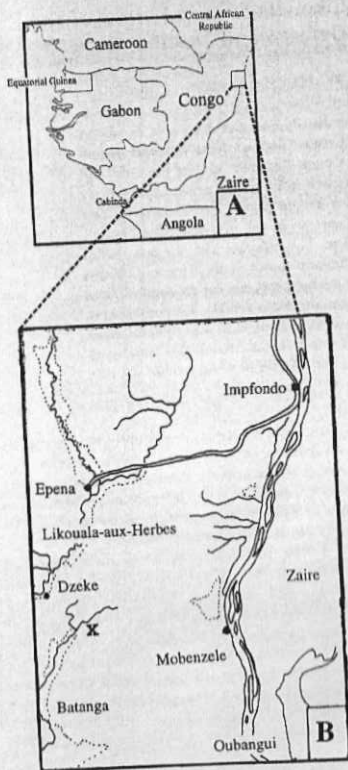 Central African
Republic
Cameroon
Equatorial Guinea
Gabon
Congo
Cabinda
Zaire
A
Angola
Impfondo
Epena
Likouala-aux-Herbes
Dzeke
Zaire
x
Mobenzele
Batanga
B
Oubangui